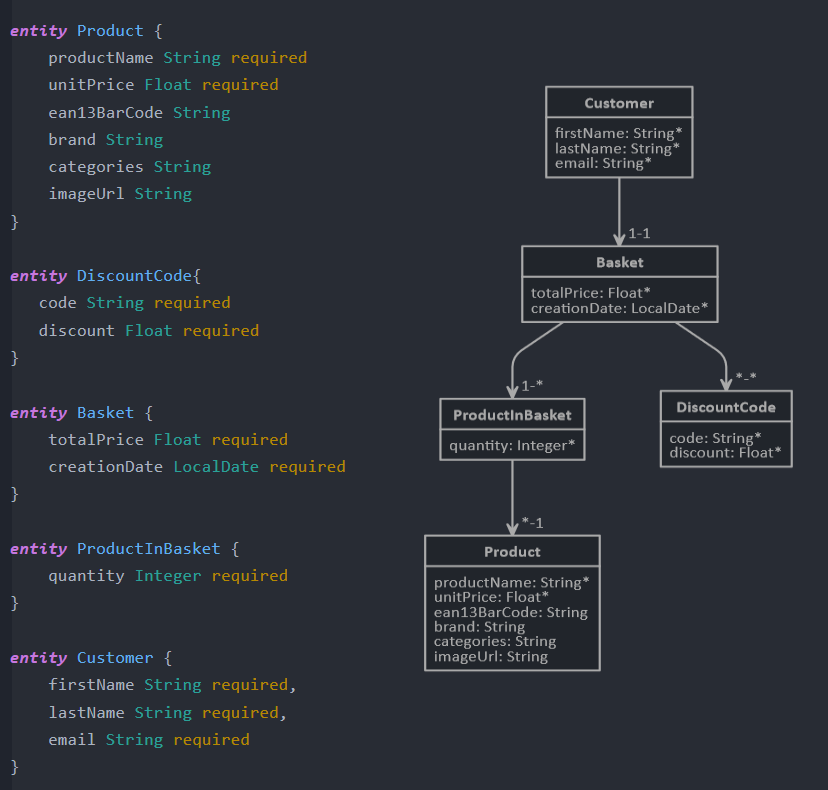 entity Product {
productName String required
unitPrice Float required
ean13BarCode String
brand String
categories String
imageUrl String
}
entity DiscountCode{
code String required
discount Float required
}
entity Basket {
totalPrice Float required
creationDate LocalDate required
}
entity ProductInBasket {
quantity Integer required
}
entity Customer {
firstName String required,
lastName String required,
email String required
}
Customer
firstName: String*
lastName: String*
email: String*
1-1
Basket
totalPrice: Float*
creationDate: LocalDate*
1-*
*-*
ProductInBasket
quantity: Integer*
DiscountCode
code: String*
discount: Float*
*-1
Product
productName: String*
unitPrice: Float*
ean13BarCode: String
brand: String
categories: String
imageUrl: String